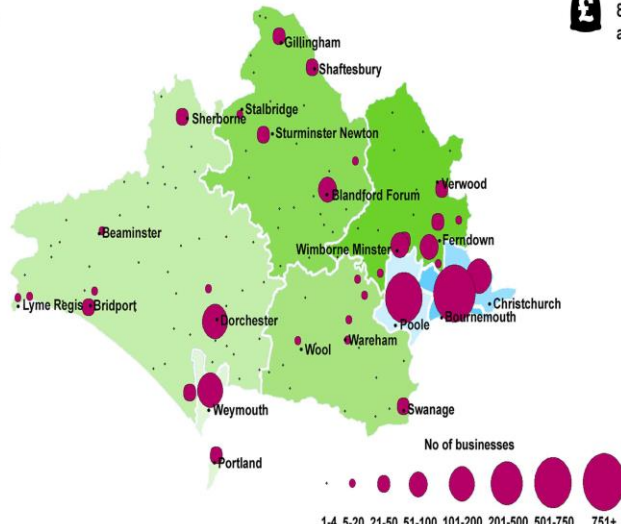 £
8
a
Gillingham
Shaftesbury
Stalbridge
Sherborne
Sturminster Newton
Verwood
Blandford Forum
Beaminster
Wimborne Minster
Ferndown
Lyme Regis
Bridport
Christchurch
Dorchester
Bournemouth
Poole
Wareham
Wool
Weymouth
Swanage
No of businesses
Portland
1-4 5-20 21-50 51-100 101-200 201-500 501-750 751+